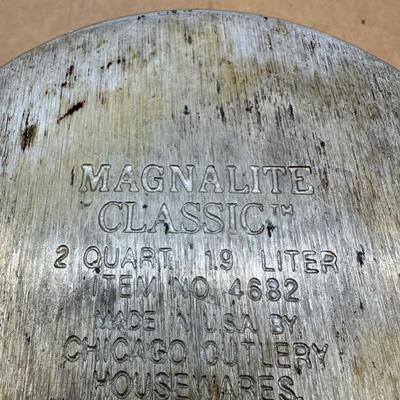 MAGNALITE
CLASSIC™
2 QUART 1.9 LITER
ITEM NO. 4682
MADE IN U.S.A. BY
CHICAGO CUTLERY
HOUSEWARES